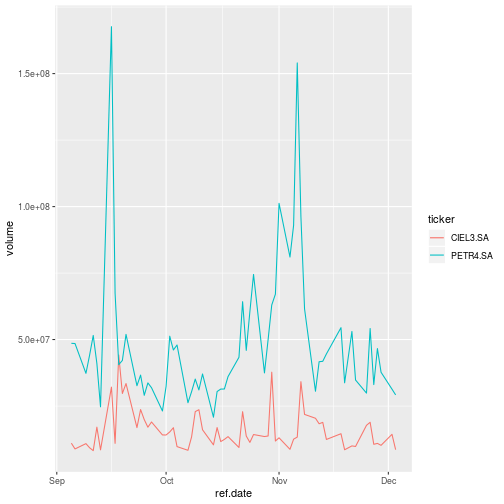 volume
1.5e+08
1.0e+08
5.0e+07
Sep
Oct
Nov
Dec
ref.date
ticker
CIEL3.SA
PETR4.SA